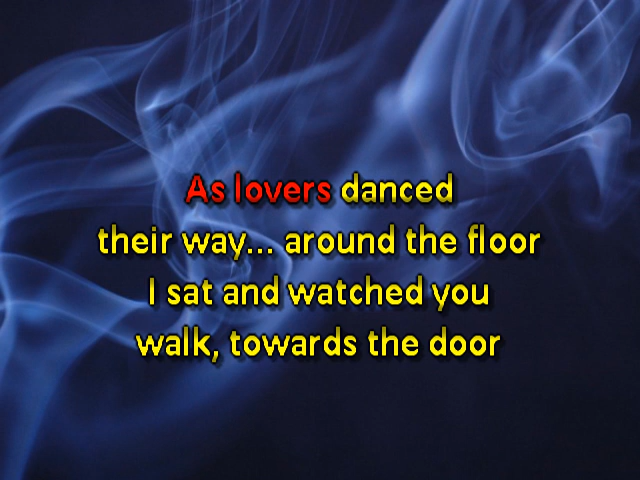 As lovers danced
their way... around the floor
I sat and watched you
walk, towards the door